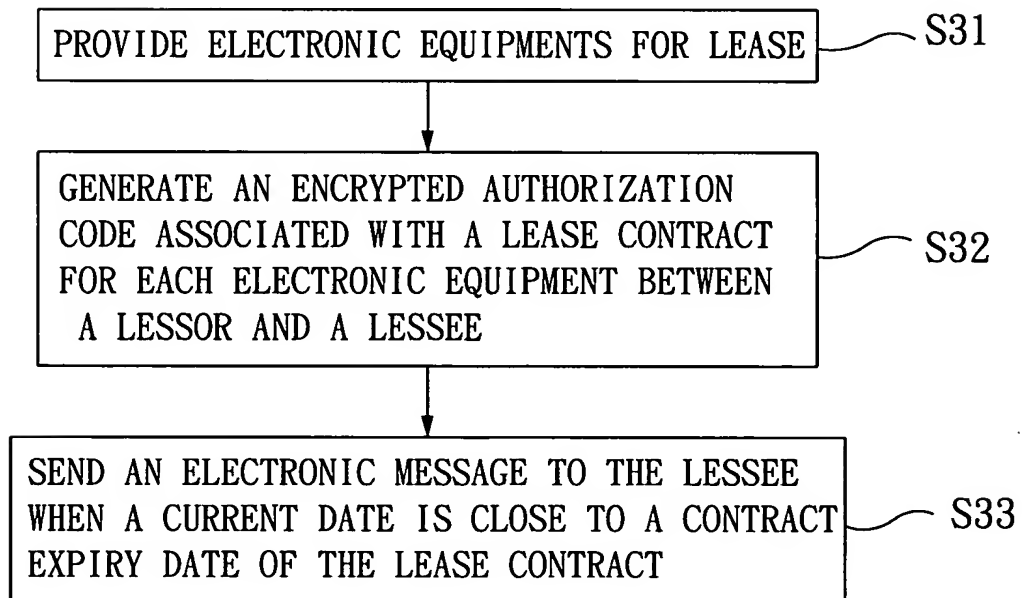 PROVIDE ELECTRONIC EQUIPMENTS FOR LEASE
S31
GENERATE AN ENCRYPTED AUTHORIZATION
CODE ASSOCIATED WITH A LEASE CONTRACT
FOR EACH ELECTRONIC EQUIPMENT BETWEEN
A LESSOR AND A LESSEE
S32
SEND AN ELECTRONIC MESSAGE TO THE LESSEE
WHEN A CURRENT DATE IS CLOSE TO A CONTRACT
EXPIRY DATE OF THE LEASE CONTRACT
S33